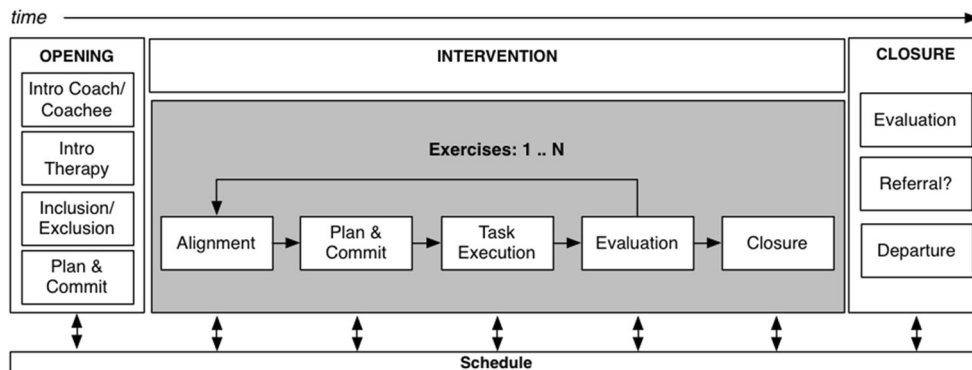 time
OPENING
Intro Coach/
Coachee
Intro
Therapy
Inclusion/
Exclusion
Plan &
Commit
INTERVENTION
Exercises: 1 .. N
Alignment
Plan &
Commit
Task
Execution
Evaluation
Closure
CLOSURE
Evaluation
Referral?
Departure
Schedule